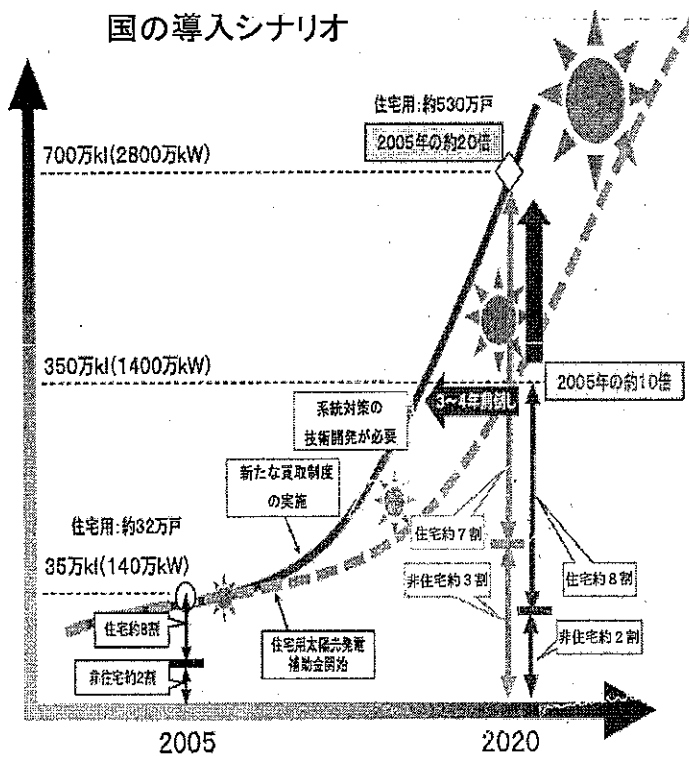 国の導入シナリオ
住宅用:約530万戸
2005年の約20倍
700万kl(2800万kW)
350万kl(1400万kW)
2005年の約10倍
3~4年前倒し
系統対策の
技術開発が必要
新たな買取制度
の実施
住宅用:約32万戸
35万kl(140万kW)
住宅約7割
住宅約8割
非住宅約3割
住宅約8割
住宅用太陽光発電
補助金開始
非住宅約2割
非住宅約2割
2005
2020